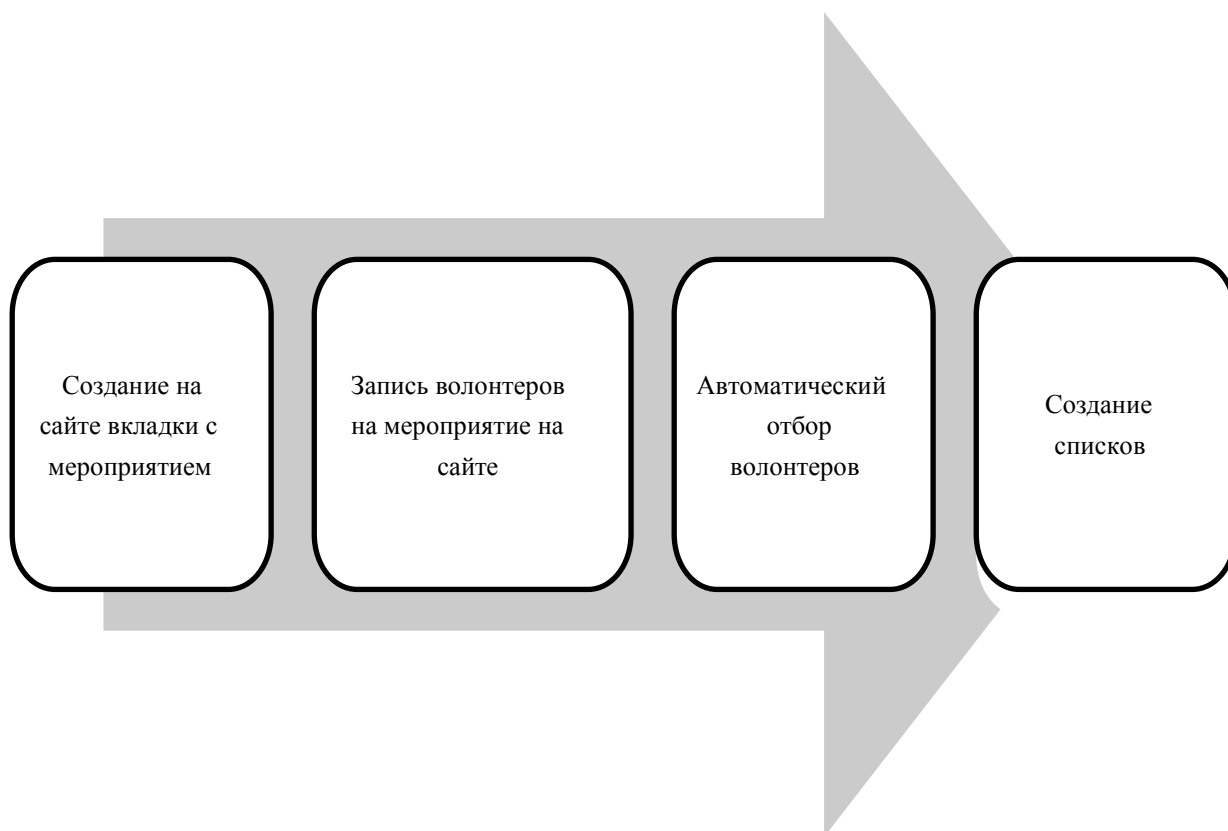 Создание на
сайте вкладки с
мероприятием
Запись волонтеров
на мероприятие на
сайте
Автоматический
отбор
волонтеров
Создание
списков